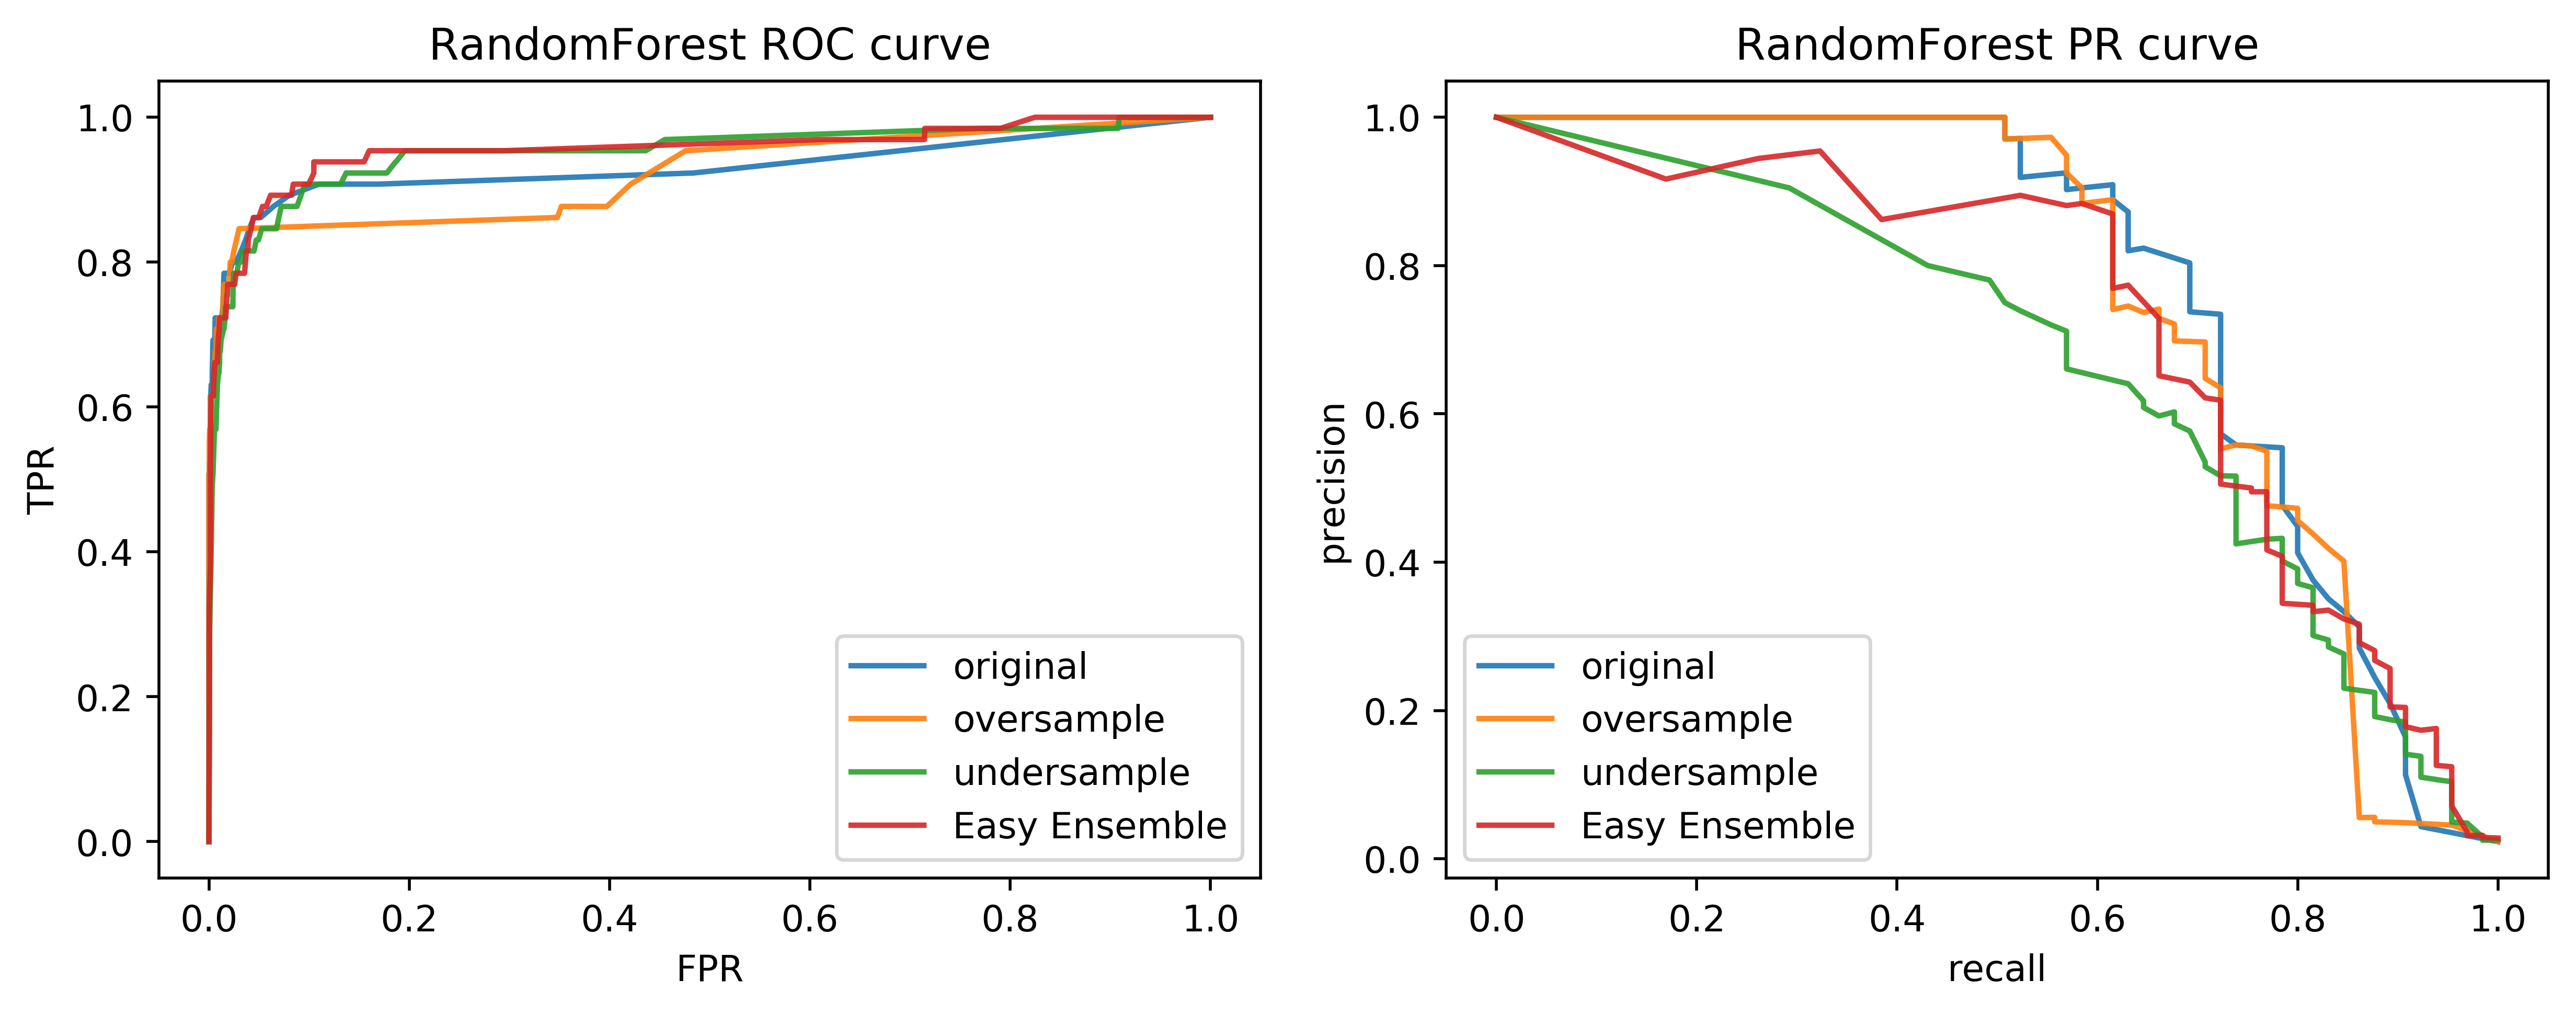 RandomForest ROC curve
1.0
0.8
0.6
0.4
0.2
0.0
TPR
0.0 0.2 0.4 0.6 0.8 1.0
FPR
original
oversample
undersample
Easy Ensemble
RandomForest PR curve
1.0
0.8
0.6
0.4
0.2
0.0
precision
0.0 0.2 0.4 0.6 0.8 1.0
recall
original
oversample
undersample
Easy Ensemble